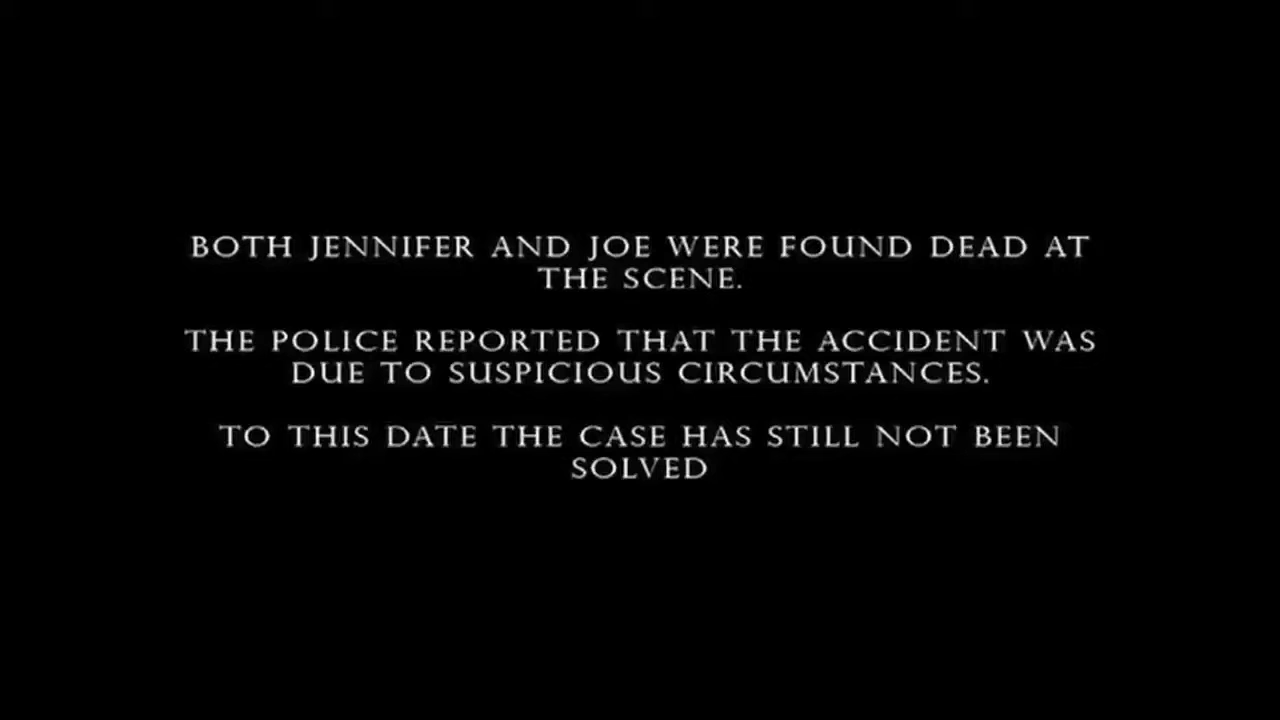 BOTH JENNIFER AND JOE WERE FOUND DEAD AT
THE SCENE.
THE POLICE REPORTED THAT THE ACCIDENT WAS
DUE TO SUSPICIOUS CIRCUMSTANCES.
TO THIS DATE THE CASE HAS STILL NOT BEEN
SOLVED